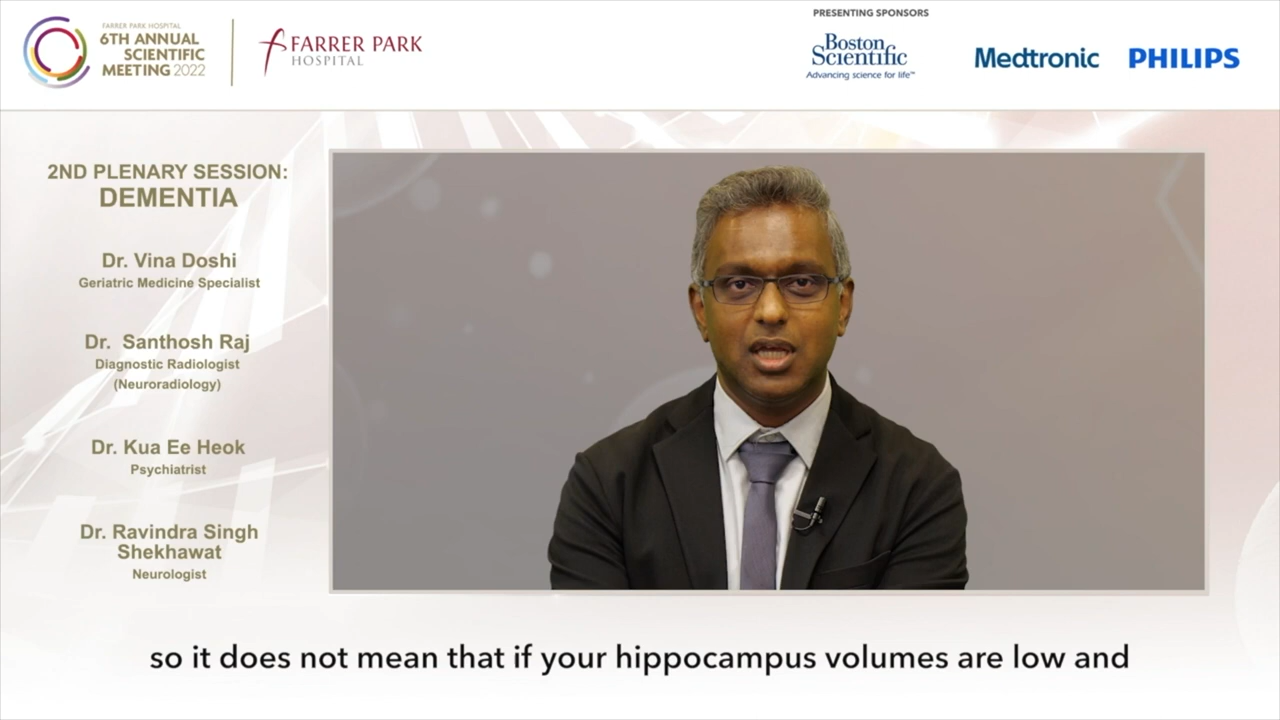 FARRER PARK HOSPITAL
6TH ANNUAL
SCIENTIFIC
MEETING 2022
FARRER PARK
HOSPITAL
PRESENTING SPONSORS
Boston
Scientific
Advancing science for life™
Medtronic
PHILIPS
2ND PLENARY SESSION:
DEMENTIA
Dr. Vina Doshi
Geriatric Medicine Specialist
Dr. Santhosh Raj
Diagnostic Radiologist
(Neuroradiology)
Dr. Kua Ee Heok
Psychiatrist
Dr. Ravindra Singh
Shekhawat
Neurologist
so it does not mean that if your hippocampus volumes are low and